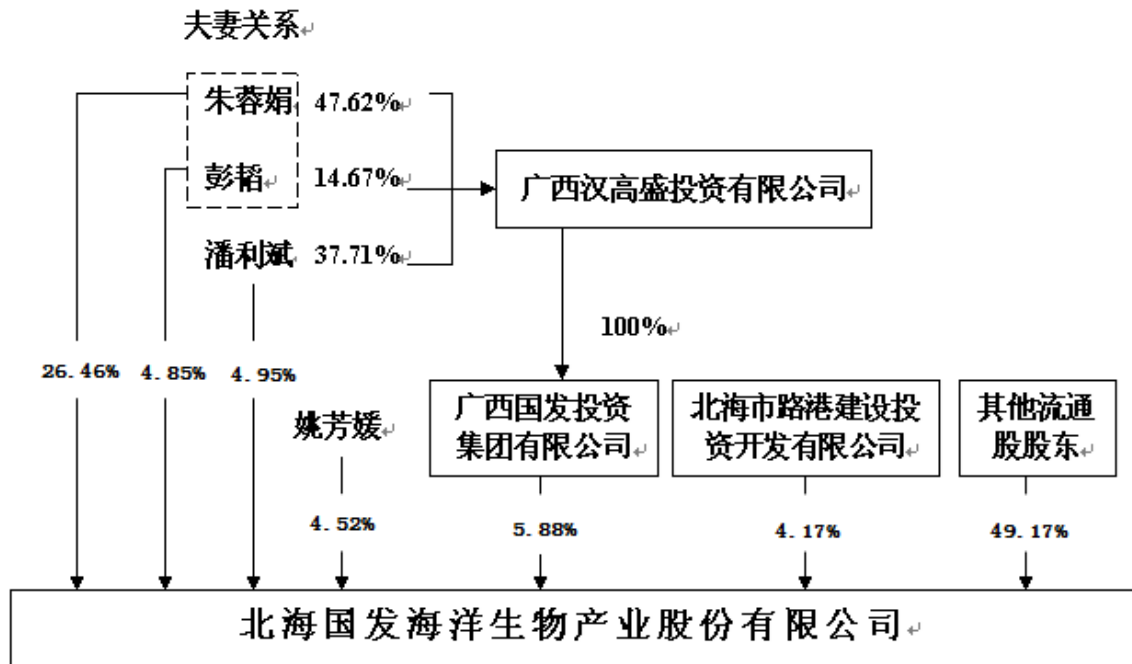 夫妻关系
朱蓉娟 47.62%
彭韬 14.67%
广西汉高盛投资有限公司
潘利斌 37.71%
100%
26.46% 4.85% 4.95%
姚芳媛
广西国发投资
集团有限公司
北海市路港建设投
资开发有限公司
其他流通
股股东
4.52% 5.88% 4.17% 49.17%
北海国发海洋生物产业股份有限公司